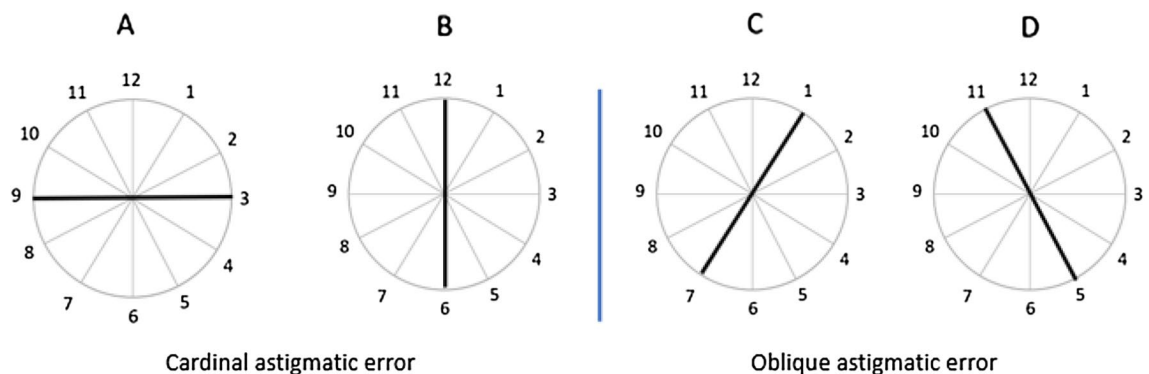 A B C D
12 12 12 12
11 1 11 1 11 1 11 1
10 2 10 2 10 2 10 2
9 3 9 3 9 3 9 3
8 4 8 4 8 4 8 4
7 5 7 5 7 5 7 5
6 6 6 6
Cardinal astigmatic error Oblique astigmatic error